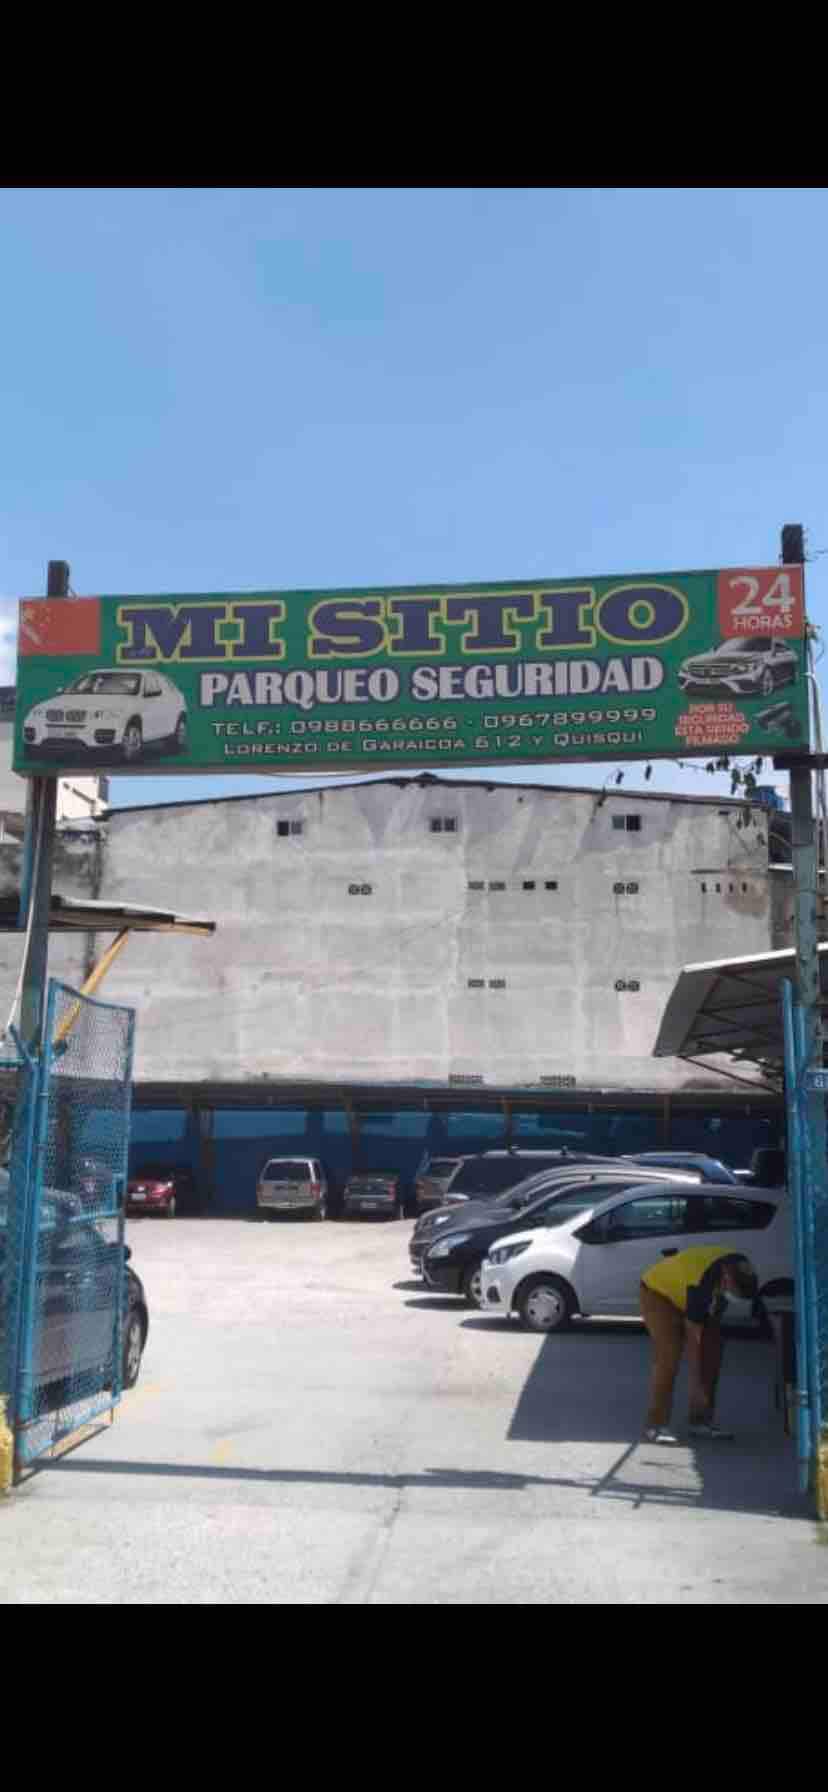 MI SITIO
24
HORAS
PARQUEO SEGURIDAD
TELF.: 0988666666 - 0967899999
LORENZO DE GARAICOA 612 Y QUISQUI
POR SU
SEGURIDAD
ESTA SIENDO
FILMADO
6